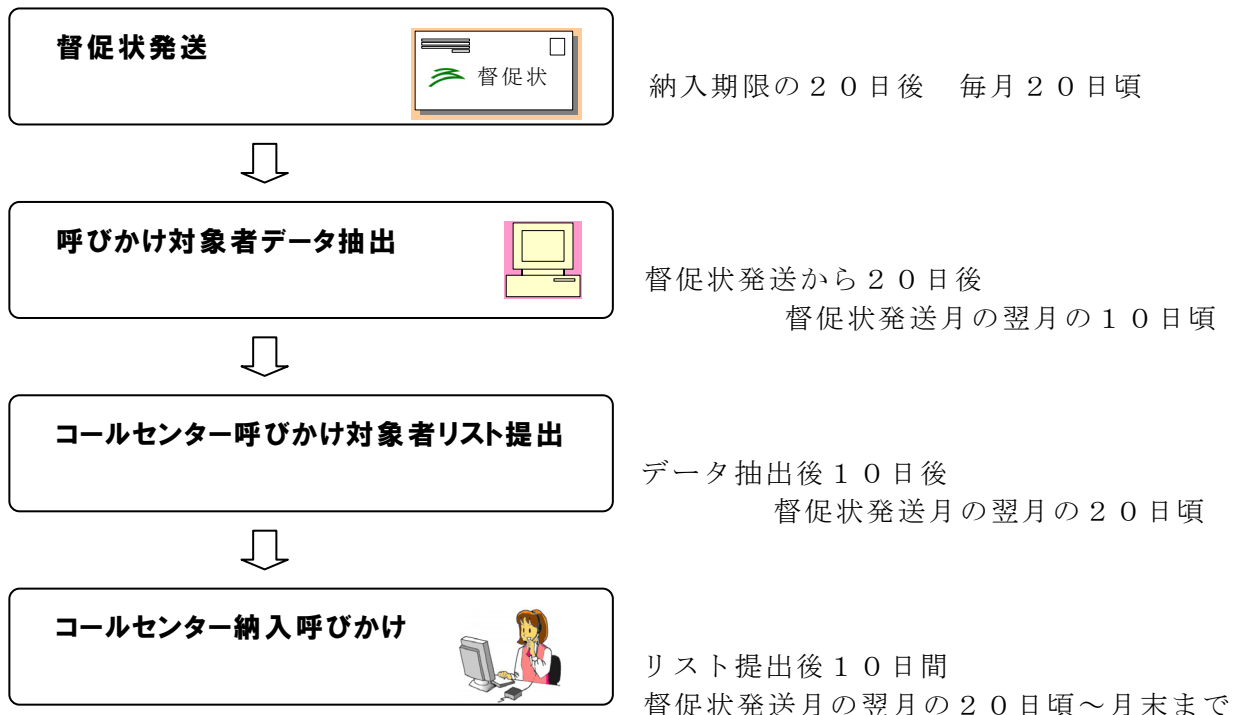 督促状発送
督促状
納入期限の２０日後　毎月２０日頃
呼びかけ対象者データ抽出
督促状発送から２０日後
督促状発送月の翌月の１０日頃
コールセンター呼びかけ対象者リスト提出
データ抽出後１０日後
督促状発送月の翌月の２０日頃
コールセンター納入呼びかけ
リスト提出後１０日間
督促状発送月の翌月の２０日頃～月末まで